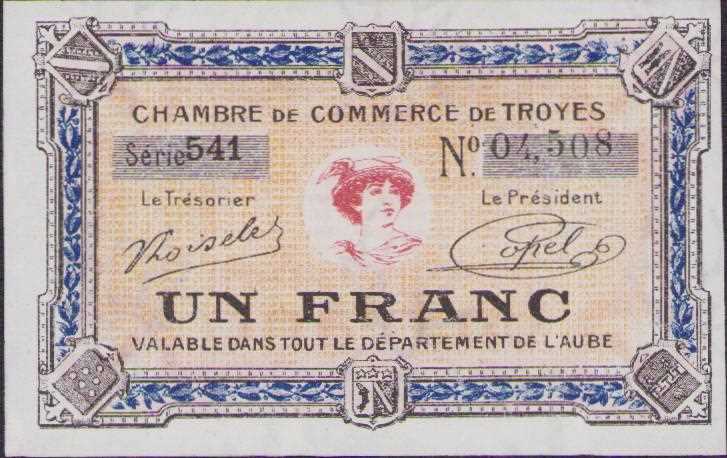 CHAMBRE DE COMMERCE DE TROYES
Série 541 No. 04,508
Le Trésorier Le Président
UN FRANC
VALABLE DANS TOUT LE DÉPARTEMENT DE L'AUBE